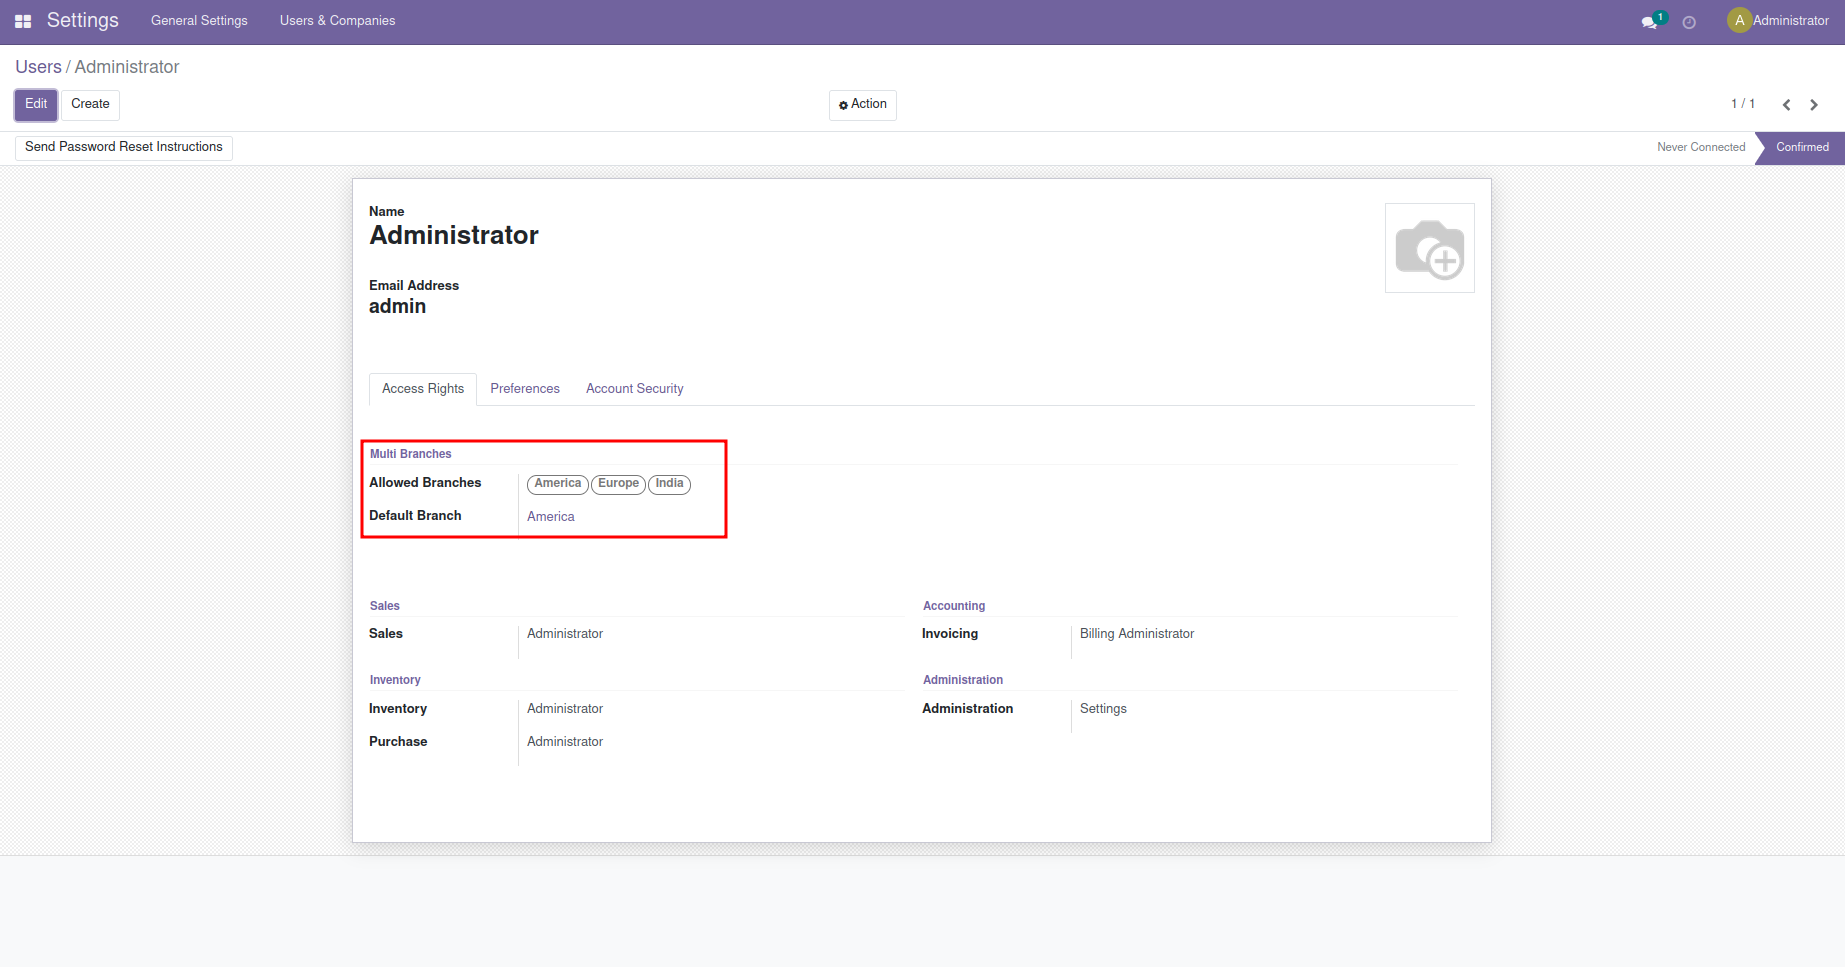 Settings General Settings Users & Companies 1 A Administrator
Users / Administrator
Edit Create Action 1 / 1
Send Password Reset Instructions Never Connected Confirmed
Name
Administrator
Email Address
admin
Access Rights Preferences Account Security
Multi Branches
Allowed Branches America Europe India
Default Branch America
Sales Accounting
Sales Administrator Invoicing Billing Administrator
Inventory Administration
Inventory Administrator Administration Settings
Purchase Administrator